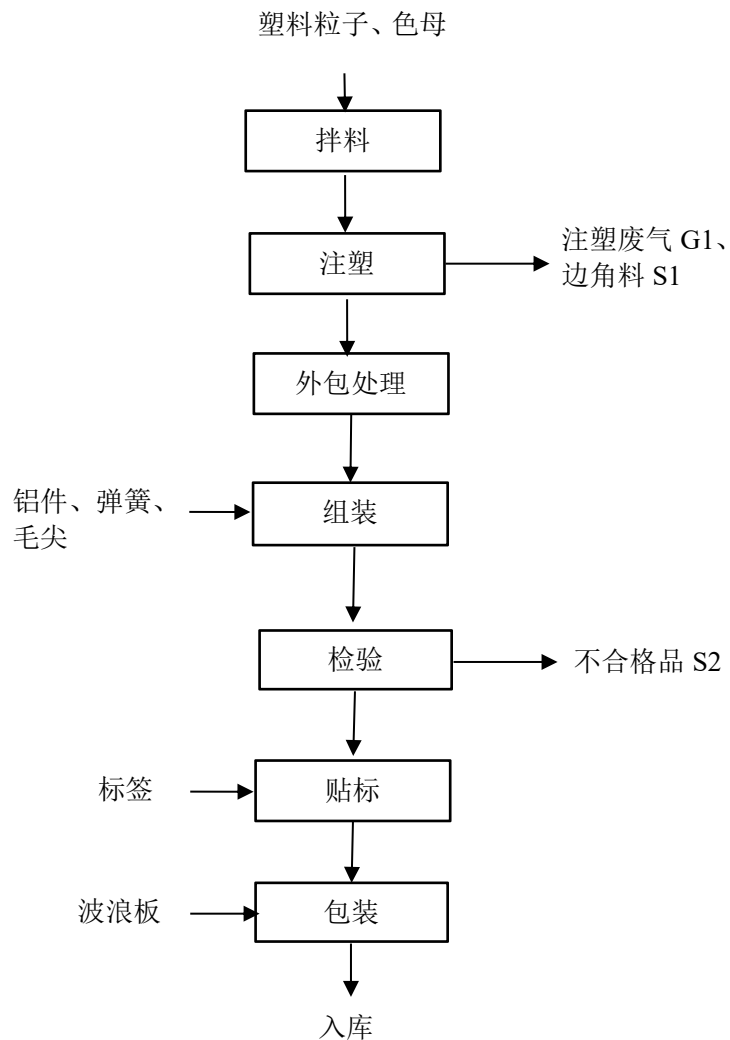 塑料粒子、色母
拌料
注塑
注塑废气 G1、
边角料 S1
外包处理
铝件、弹簧、
毛尖
组装
检验
不合格品 S2
标签
贴标
波浪板
包装
入库